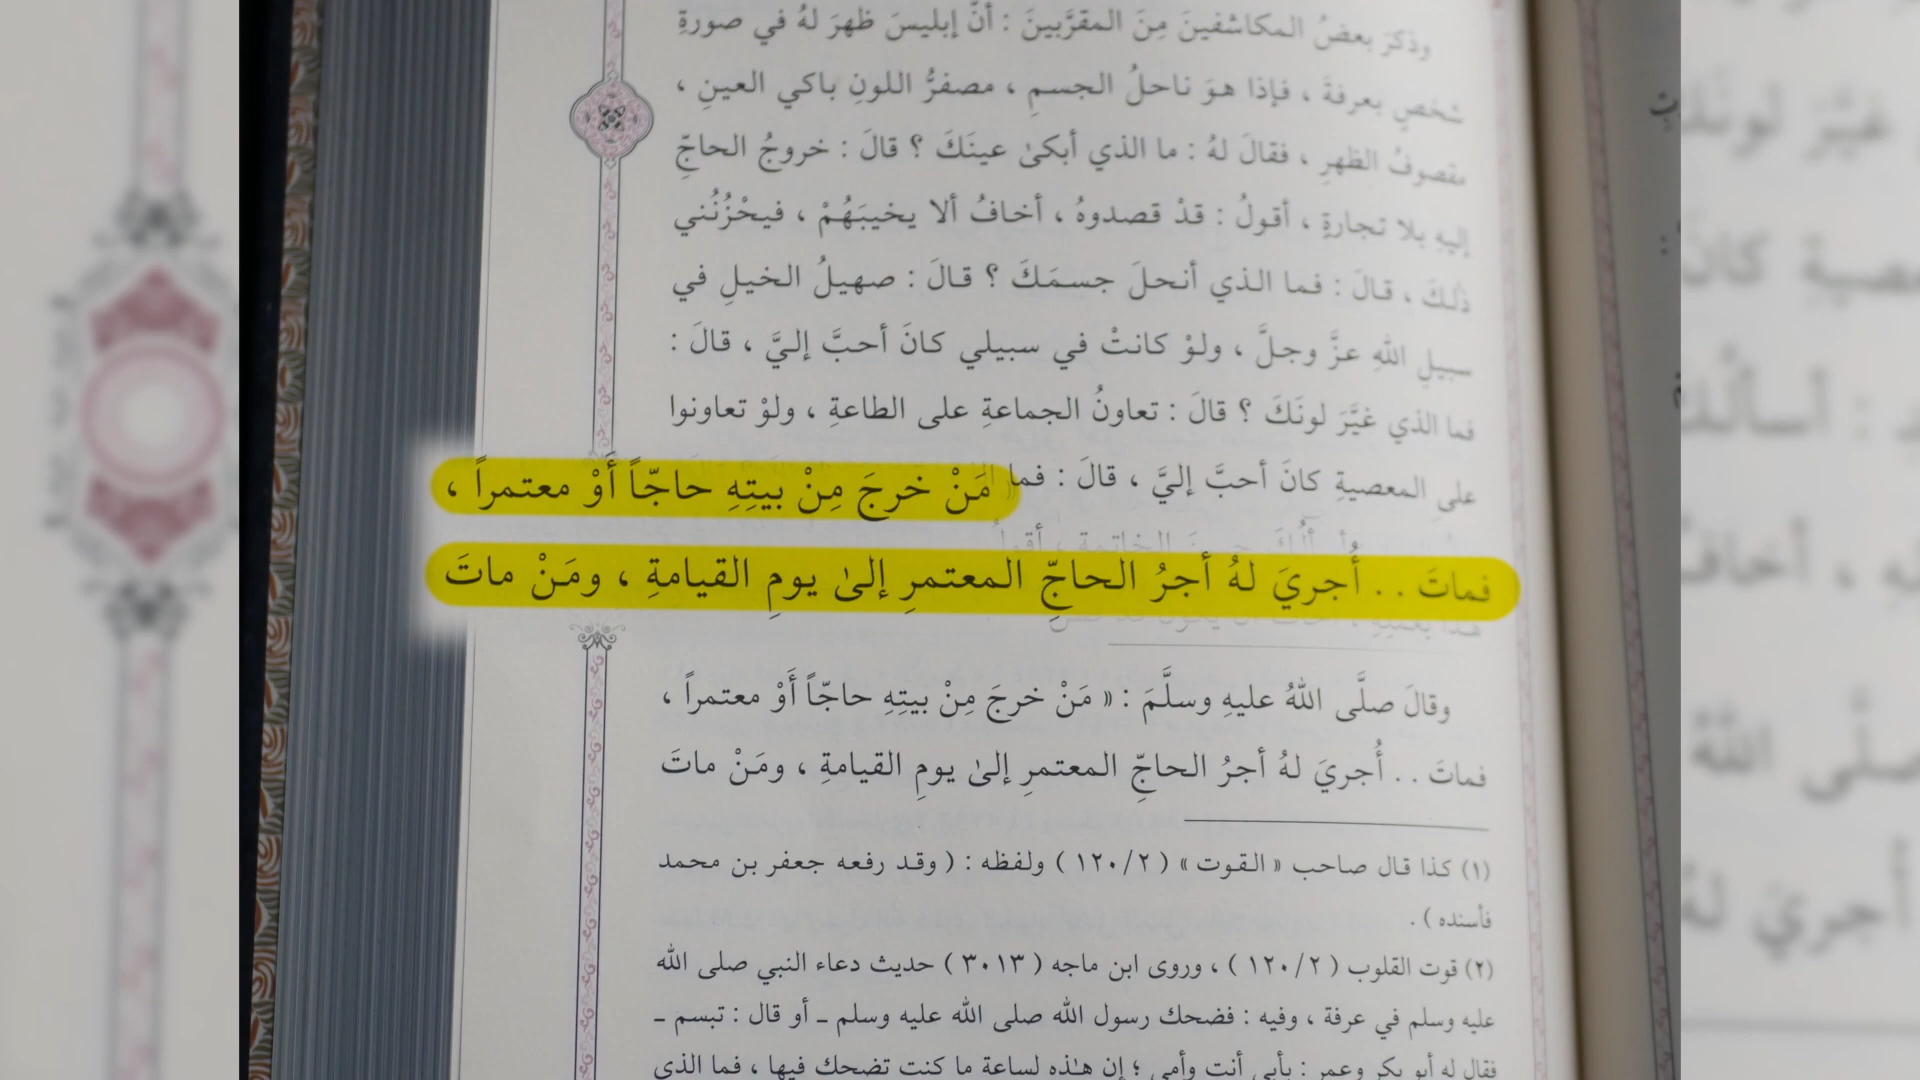 وذكرَ بعضُ المكاشفينَ مِنَ المقرَّبينَ : أنَّ إبليسَ ظهرَ لهُ في صورةِ
شخصٍ بعرفةَ ، فإذا هوَ ناحلُ الجسمِ ، مصفرُّ اللونِ باكي العينِ ،
مقصوفُ الظهرِ ، فقالَ لهُ : ما الذي أبكىٰ عينَكَ ؟ قالَ : خروجُ الحاجِّ
إليهِ بلا تجارةٍ ، أقولُ : قدْ قصدوهُ ، أخافُ ألا يخيبَهُمْ ، فيحْزُنُني
ذٰلكَ ، قالَ : فما الذي أنحلَ جسمَكَ ؟ قالَ : صهيلُ الخيلِ في
سبيلِ اللهِ عزَّ وجلَّ ، ولوْ كانتْ في سبيلي كانَ أحبَّ إليَّ ، قالَ :
فما الذي غيَّرَ لونَكَ ؟ قالَ : تعاونُ الجماعةِ على الطاعةِ ، ولوْ تعاونوا
على المعصيةِ كانَ أحبَّ إليَّ ، قالَ : فما
مَنْ خرجَ مِنْ بيتِهِ حاجّاً أَوْ معتمراً ،
فماتَ . . أُجريَ لهُ أجرُ الحاجِّ المعتمرِ إلىٰ يومِ القيامةِ ، ومَنْ ماتَ
وقالَ صلَّى اللهُ عليهِ وسلَّمَ : « مَنْ خرجَ مِنْ بيتِهِ حاجّاً أَوْ معتمراً ،
فماتَ . . أُجريَ لهُ أجرُ الحاجِّ المعتمرِ إلىٰ يومِ القيامةِ ، ومَنْ ماتَ
(١) كذا قال صاحب « القوت » ( ١٢٠/٢ ) ولفظه : ( وقد رفعه جعفر بن محمد
فأسنده ) .
(٢) قوت القلوب ( ١٢٠/٢ ) ، وروى ابن ماجه ( ٣٠١٣ ) حديث دعاء النبي صلى الله
عليه وسلم في عرفة ، وفيه : فضحك رسول الله صلى الله عليه وسلم ـ أو قال : تبسم ـ
فقال له أبو بكر وعمر : بأبي أنت وأمي ؛ إن هٰذه لساعة ما كنت تضحك فيها ، فما الذي